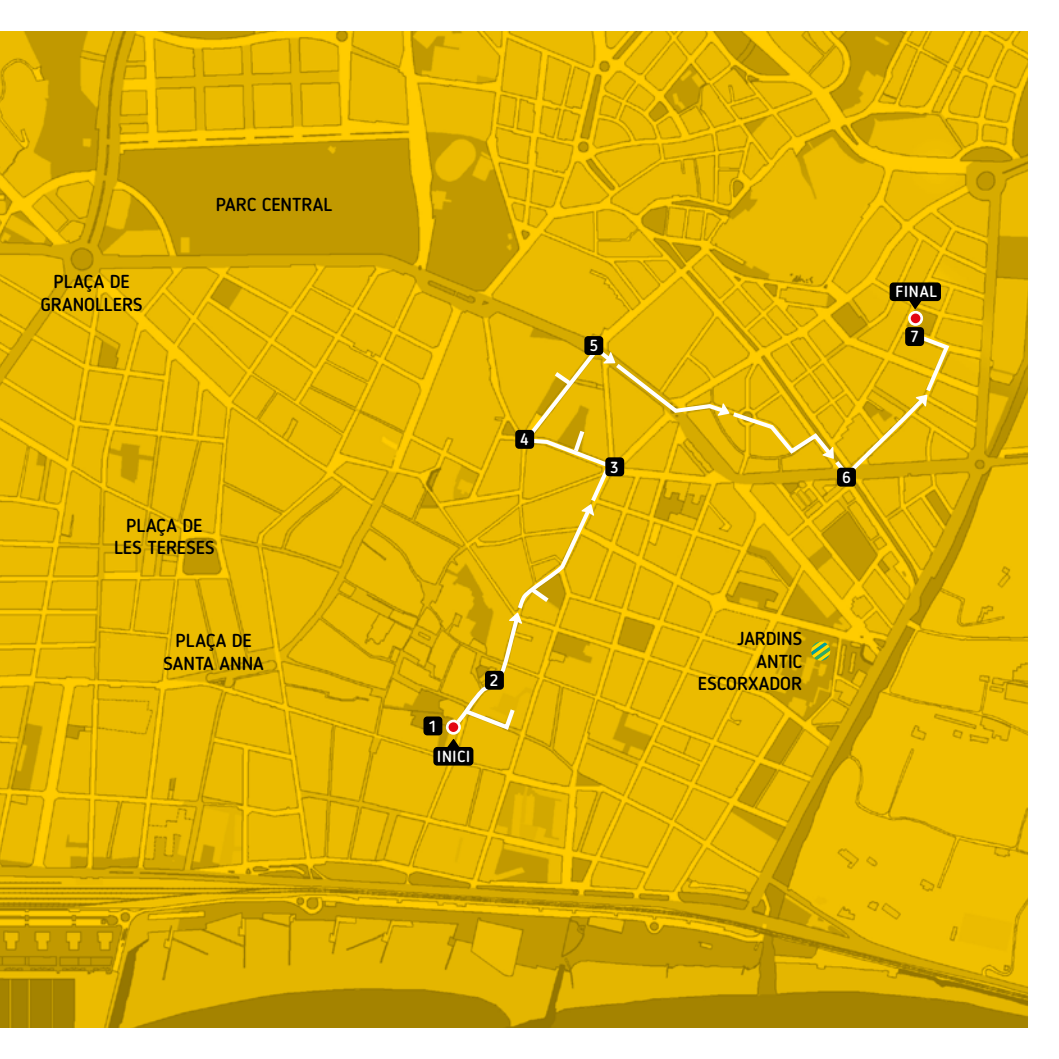 PARC CENTRAL
PLAÇA DE
GRANOLLERS
FINAL
7
5
4
3
6
PLAÇA DE
LES TERESES
PLAÇA DE
SANTA ANNA
JARDINS
ANTIC
ESCORXADOR
2
1
INICI